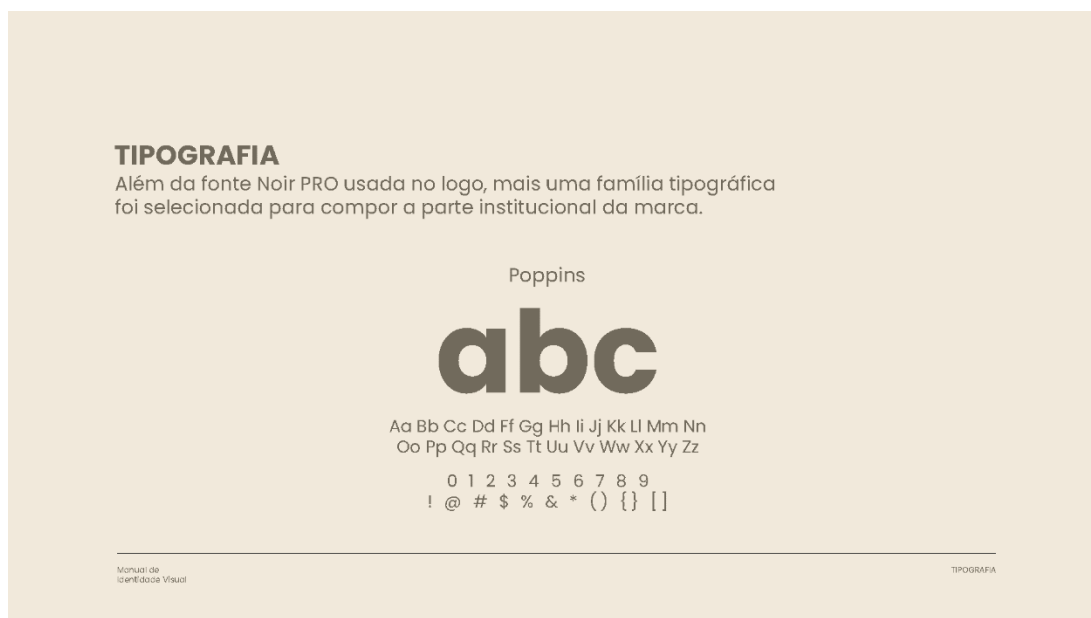 TIPOGRAFIA
Além da fonte Noir PRO usada no logo, mais uma família tipográfica
foi selecionada para compor a parte institucional da marca.
Poppins
abc
Aa Bb Cc Dd Ff Gg Hh Ii Jj Kk Ll Mm Nn
Oo Pp Qq Rr Ss Tt Uu Vv Ww Xx Yy Zz
0 1 2 3 4 5 6 7 8 9
! @ # $ % & * () {} []
Manual de
Identidade Visual
TIPOGRAFIA